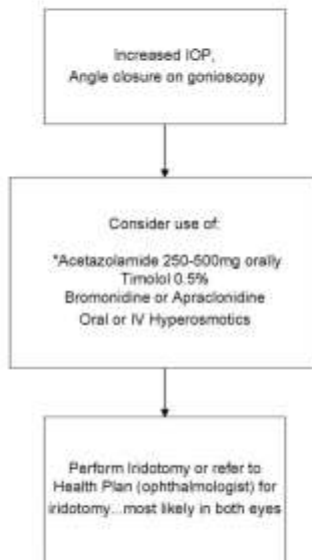 Increased IOP,
Angle closure on gonioscopy
Consider use of:
*Acetazolamide 250-500mg orally
Timolol 0.5%
Bromonidine or Apraclonidine
Oral or IV Hyperosmotics
Perform Iridotomy or refer to
Health Plan (ophthalmologist) for
iridotomy...most likely in both eyes